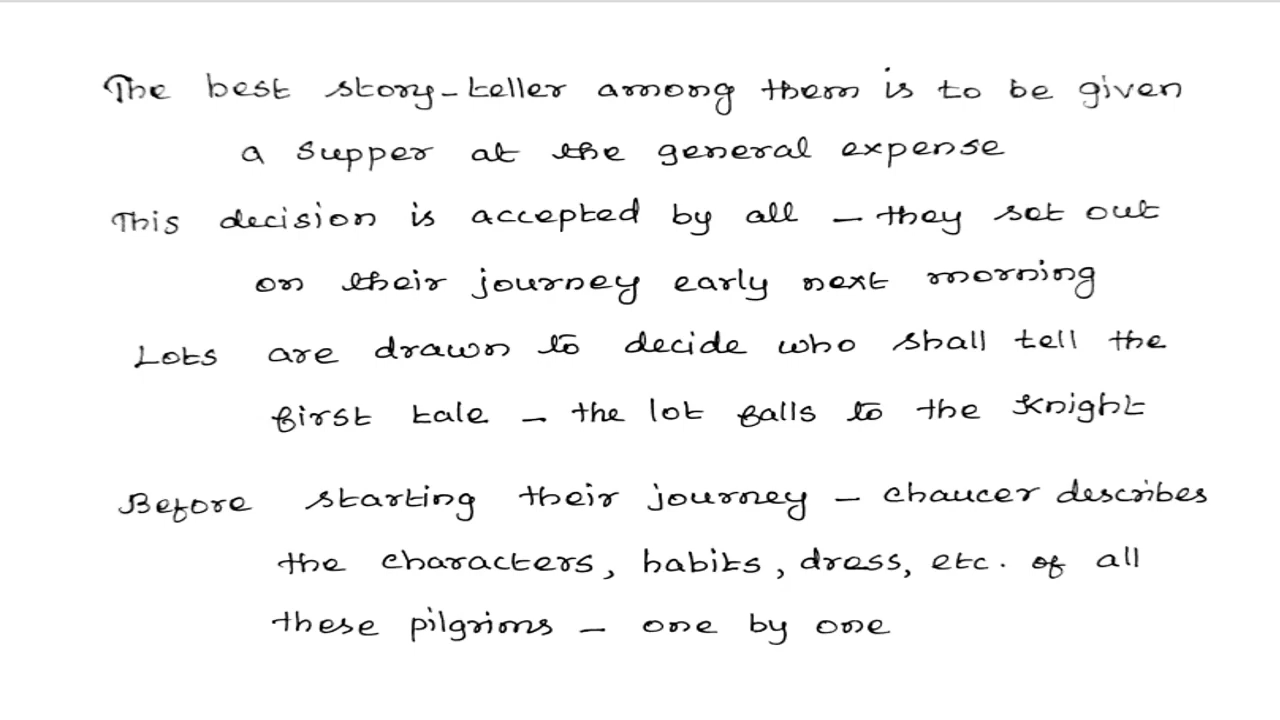 The best story-teller among them is to be given
a supper at the general expense
This decision is accepted by all – they set out
on their journey early next morning
Lots are drawn to decide who shall tell the
first tale – the lot falls to the Knight
Before starting their journey – chaucer describes
the characters, habits, dress, etc. of all
these pilgrims – one by one